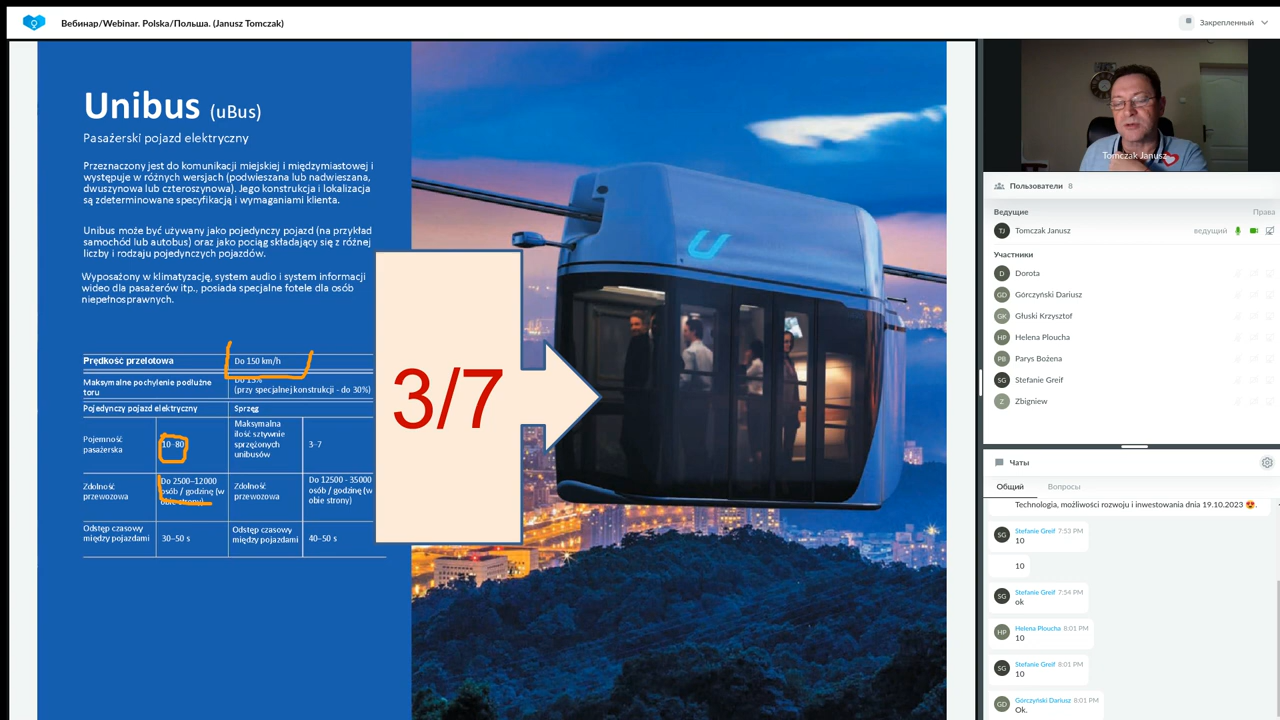 Вебинар/Webinar. Polska/Польша. (Janusz Tomczak)
Закрепленный
Unibus (uBus)
Pasażerski pojazd elektryczny
Przeznaczony jest do komunikacji miejskiej i międzymiastowej i
występuje w różnych wersjach (podwieszana lub nadwieszana,
dwuszynowa lub czteroszynowa). Jego konstrukcja i lokalizacja
są zdeterminowane specyfikacją i wymaganiami klienta.
Unibus może być używany jako pojedynczy pojazd (na przykład
samochód lub autobus) oraz jako pociąg składający się z różnej
liczby i rodzaju pojedynczych pojazdów.
Wyposażony w klimatyzację, system audio i system informacji
wideo dla pasażerów itp., posiada specjalne fotele dla osób
niepełnosprawnych.
Prędkość przelotowa
Do 150 km/h
Maksymalne pochylenie podłużne
toru
Do 15%
(przy specjalnej konstrukcji - do 30%)
Pojedynczy pojazd elektryczny
Sprzęg
Pojemność
pasażerska
10-80
Maksymalna
ilość sztywnie
sprzężonych
unibusów
3-7
Zdolność
przewozowa
Do 2500–12000
osób / godzinę (w
obie strony)
Zdolność
przewozowa
Do 12500 - 35000
osób / godzinę (w
obie strony)
Odstęp czasowy
między pojazdami
30–50 s
Odstęp czasowy
między pojazdami
40–50 s
3/7
Tomczak Janusz
Пользователи 8
Ведущие
Права
TJ Tomczak Janusz ведущий
Участники
D Dorota
GD Górczyński Dariusz
GK Głuski Krzysztof
HP Helena Ploucha
PB Parys Bożena
SG Stefanie Greif
Z Zbigniew
Чаты
Общий Вопросы
Technologia, możliwości rozwoju i inwestowania dnia 19.10.2023 😍.
SG Stefanie Greif 7:53 PM
10
10
SG Stefanie Greif 7:54 PM
ok
HP Helena Ploucha 8:01 PM
10
SG Stefanie Greif 8:01 PM
10
GD Górczyński Dariusz 8:01 PM
Ok.